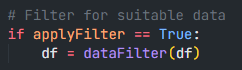 # Filter for suitable data
if applyFilter == True:
    df = dataFilter(df)